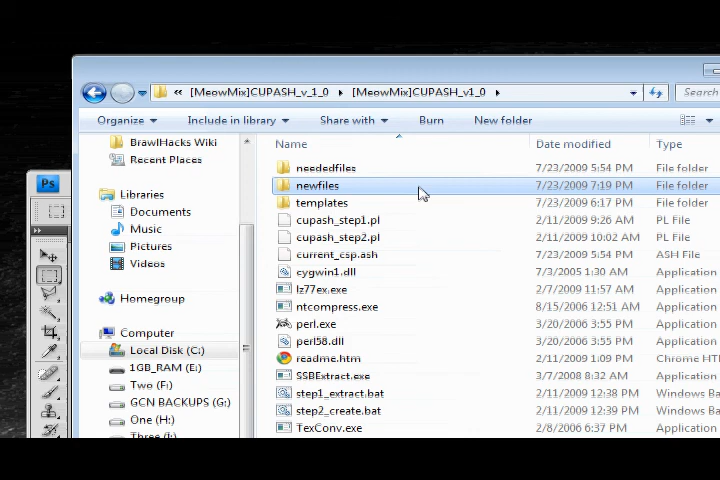 « [MeowMix]CUPASH_v_1_0 ▸ [MeowMix]CUPASH_v1_0 ▸ Search
Organize Include in library Share with Burn New folder
Name Date modified Type
BrawlHacks Wiki
Recent Places
Libraries
Documents
Music
Pictures
Videos
Homegroup
Computer
Local Disk (C:)
1GB_RAM (E:)
Two (F:)
GCN BACKUPS (G:)
One (H:)
Three (I:)
Ps
neededfiles 7/23/2009 5:54 PM File folder
newfiles 7/23/2009 7:19 PM File folder
templates 7/23/2009 6:17 PM File folder
cupash_step1.pl 2/11/2009 9:26 AM PL File
cupash_step2.pl 2/11/2009 10:02 AM PL File
current_csp.ash 7/23/2009 5:54 PM ASH File
cygwin1.dll 7/3/2005 1:30 AM Application
lz77ex.exe 2/7/2009 11:57 AM Application
ntcompress.exe 8/15/2006 12:51 AM Application
perl.exe 3/20/2006 3:55 PM Application
perl58.dll 3/20/2006 3:55 PM Application
readme.htm 2/11/2009 1:09 PM Chrome HT
SSBExtract.exe 3/7/2008 8:32 AM Application
step1_extract.bat 2/11/2009 12:38 PM Windows Ba
step2_create.bat 2/11/2009 12:39 PM Windows Ba
TexConv.exe 2/8/2006 6:37 PM Application